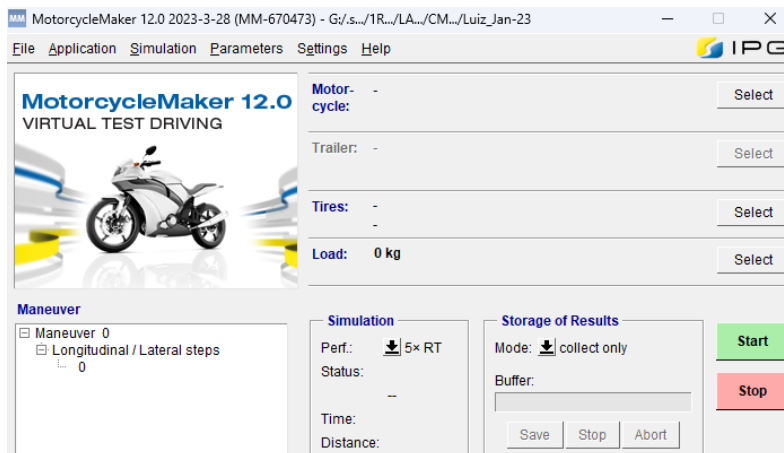 MM MotorcycleMaker 12.0 2023-3-28 (MM-670473) - G:/.s.../1R.../LA.../CM.../Luiz_Jan-23
File Application Simulation Parameters Settings Help
IPG
MotorcycleMaker 12.0
VIRTUAL TEST DRIVING
Motor-
cycle:
-
Select
Trailer: -
Select
Tires: -
-
Select
Load: 0 kg
Select
Maneuver
Maneuver 0
Longitudinal / Lateral steps
0
Simulation
Perf.: 5× RT
Status:
--
Time:
Distance:
Storage of Results
Mode: collect only
Buffer:
Save Stop Abort
Start
Stop